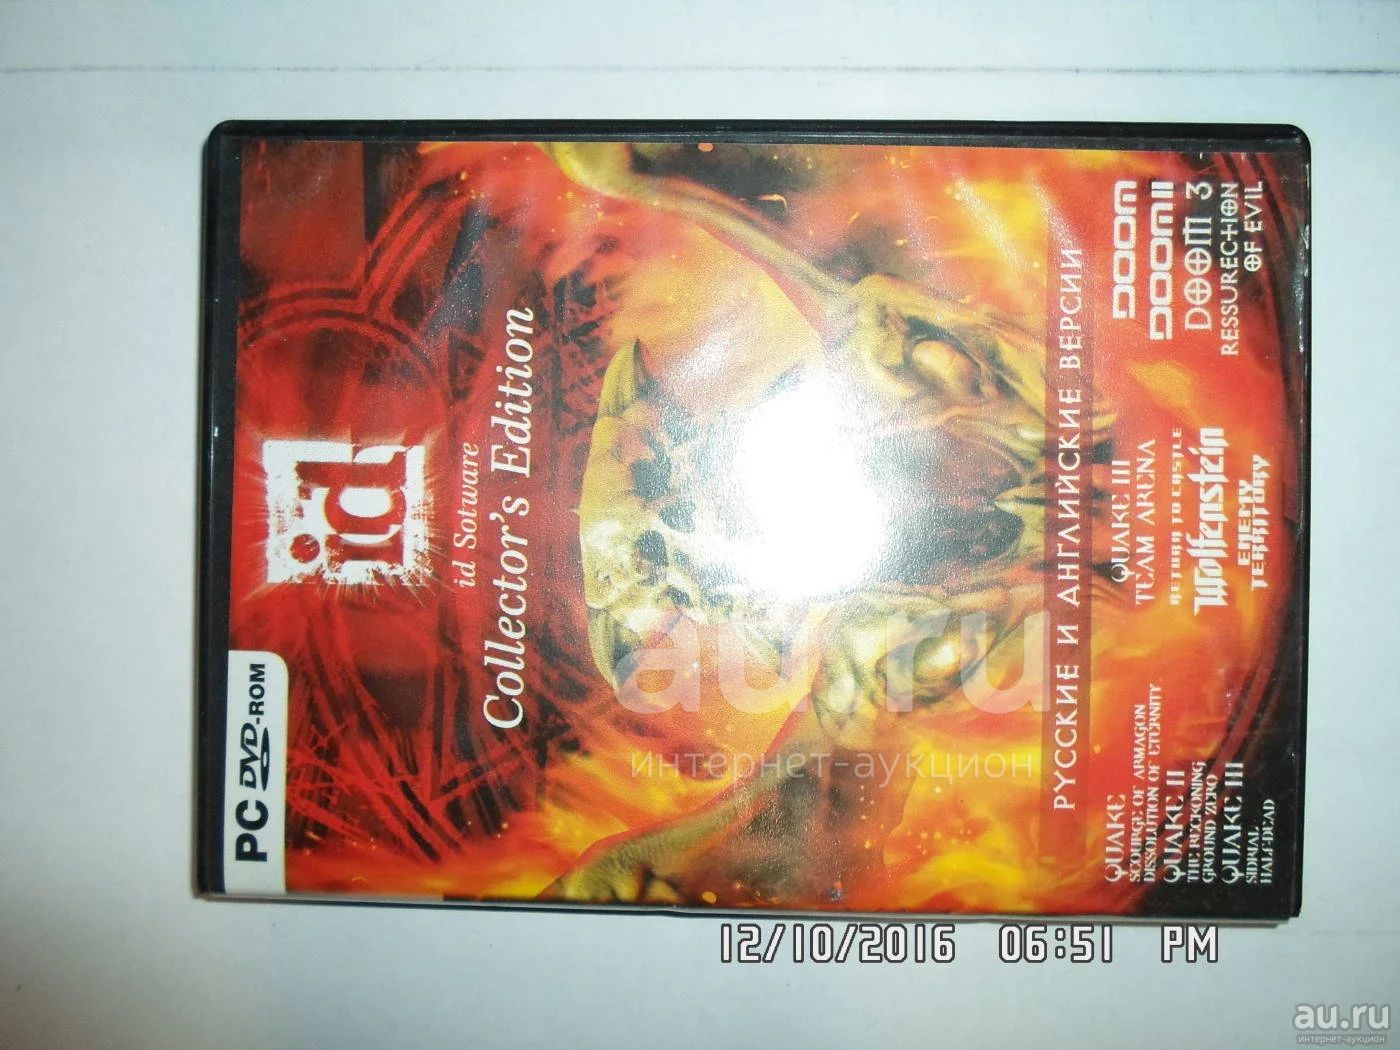 PC DVD-ROM
id
id Sotware
Collector's Edition
РУССКИЕ И АНГЛИЙСКИЕ ВЕРСИИ
QUAKE
SCOURGE OF ARMAGON
DISSOLUTION OF ETERNITY
QUAKE II
THE RECKONING
GROUND ZERO
QUAKE III
SIDRIAL
HALF-DEAD
QUAKE III
TEAM ARENA
RETURN TO CASTLE
Wolfenstein
ENEMY
TERRITORY
DOOM
DOOM II
DOOM 3
RESSURECTION
OF EVIL
au.ru
интернет-аукцион
12/10/2016 06:51 PM
au.ru
интернет-аукцион